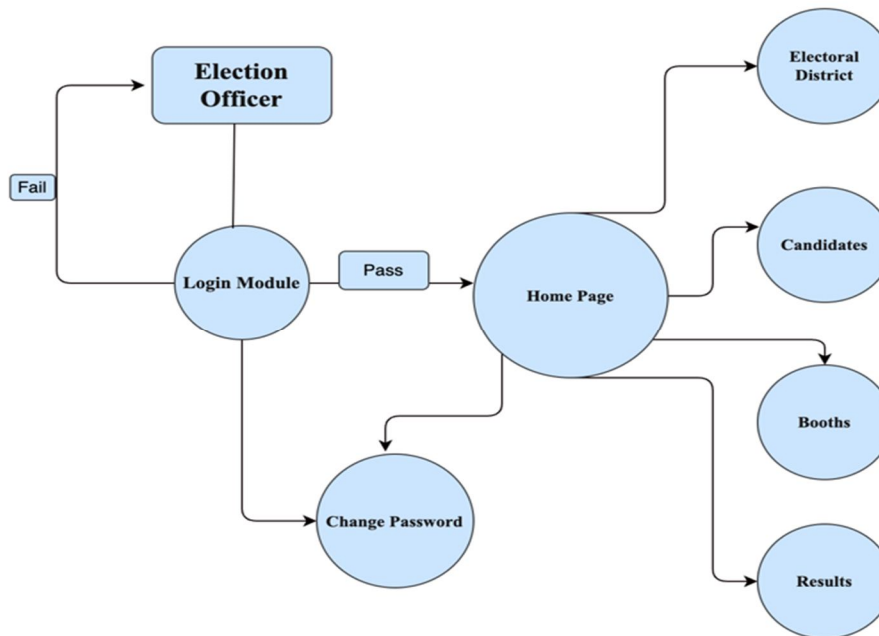 Election
Officer
Electoral
District
Fail
Candidates
Login Module
Pass
Home Page
Booths
Change Password
Results